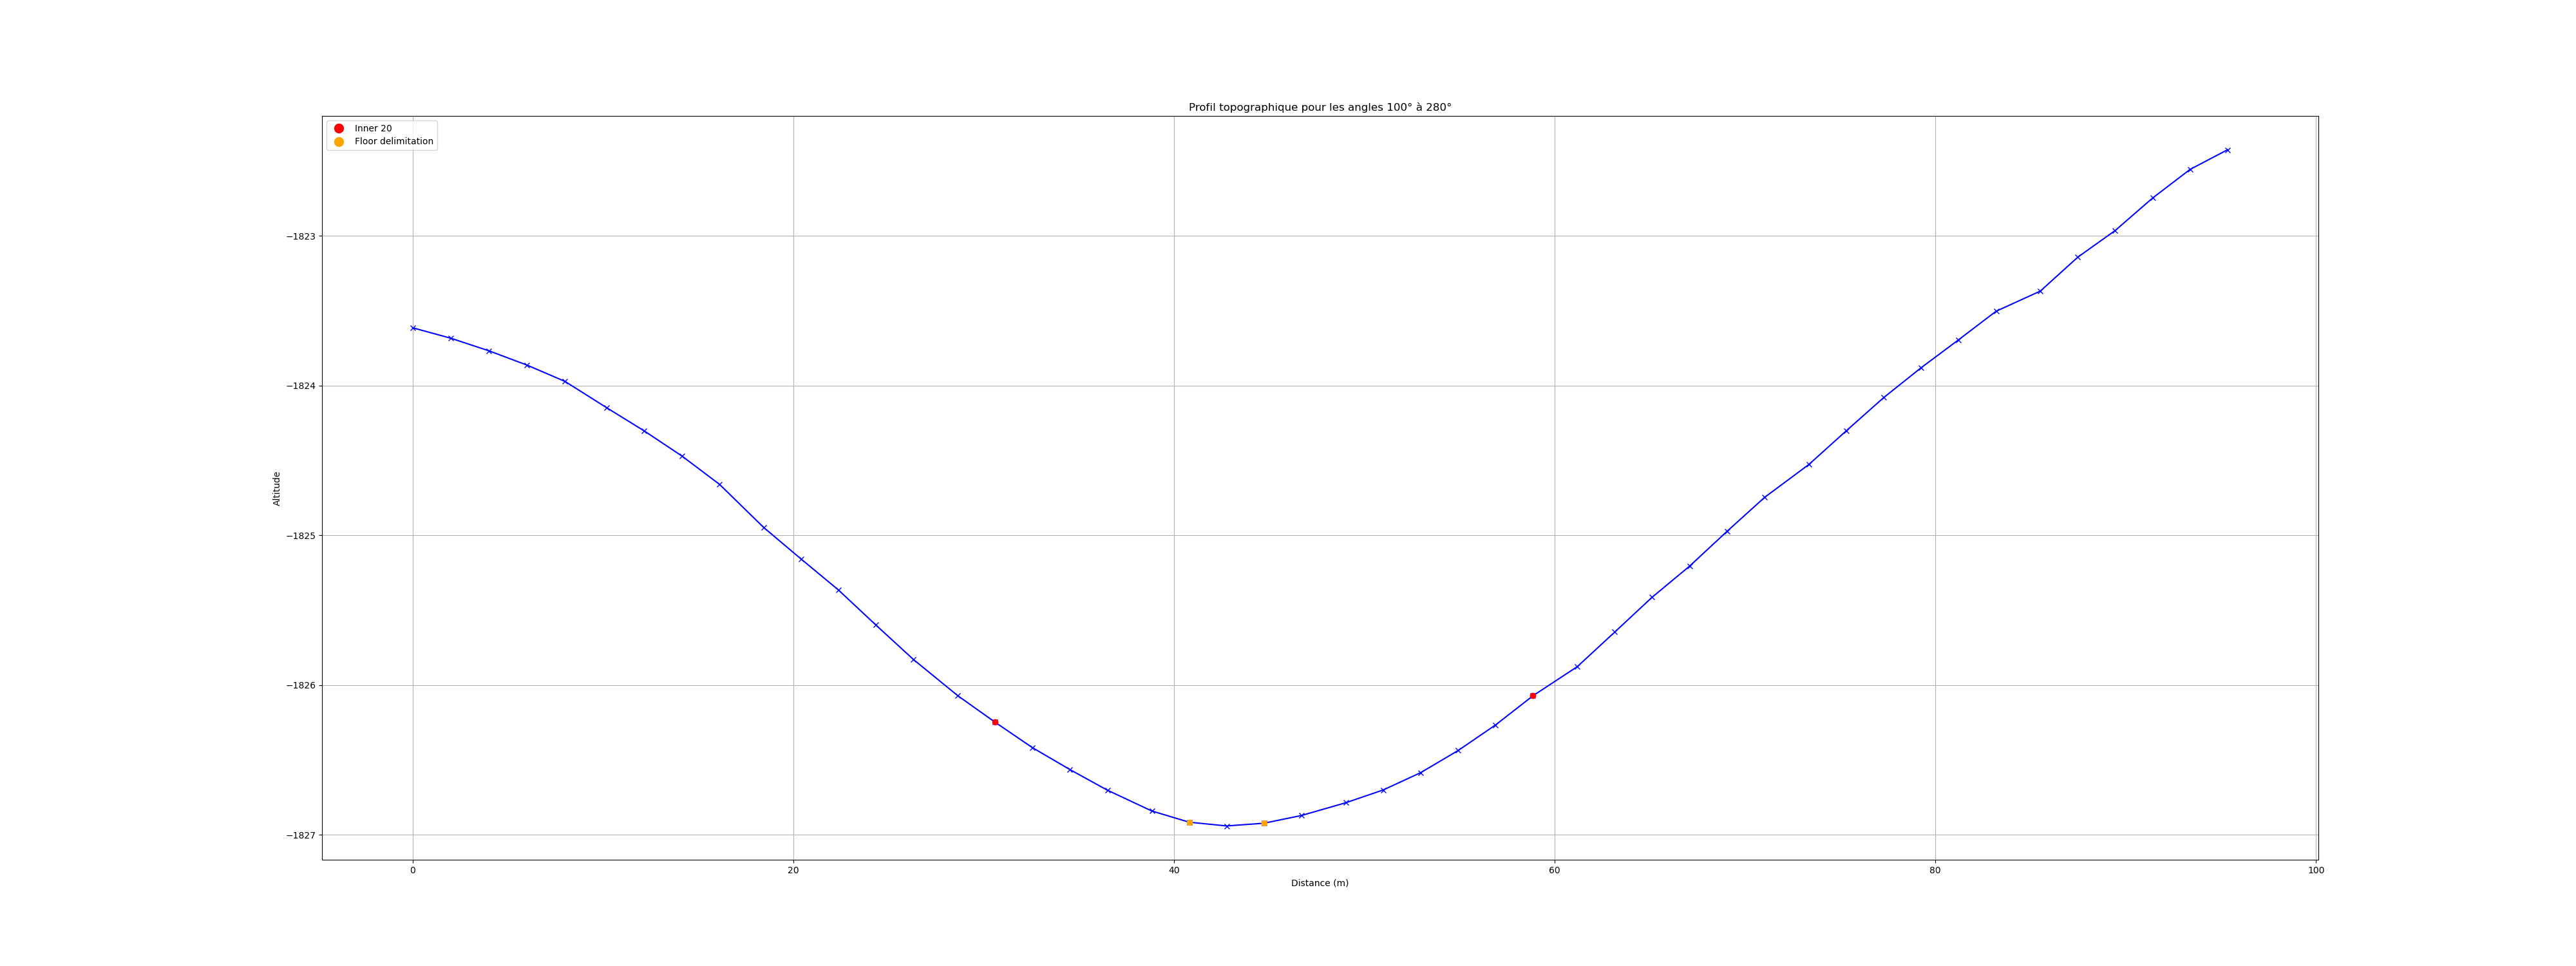 Profil topographique pour les angles 100° à 280°
Inner 20
Floor delimitation
Altitude
−1823
−1824
−1825
−1826
−1827
0 20 40 60 80 100
Distance (m)